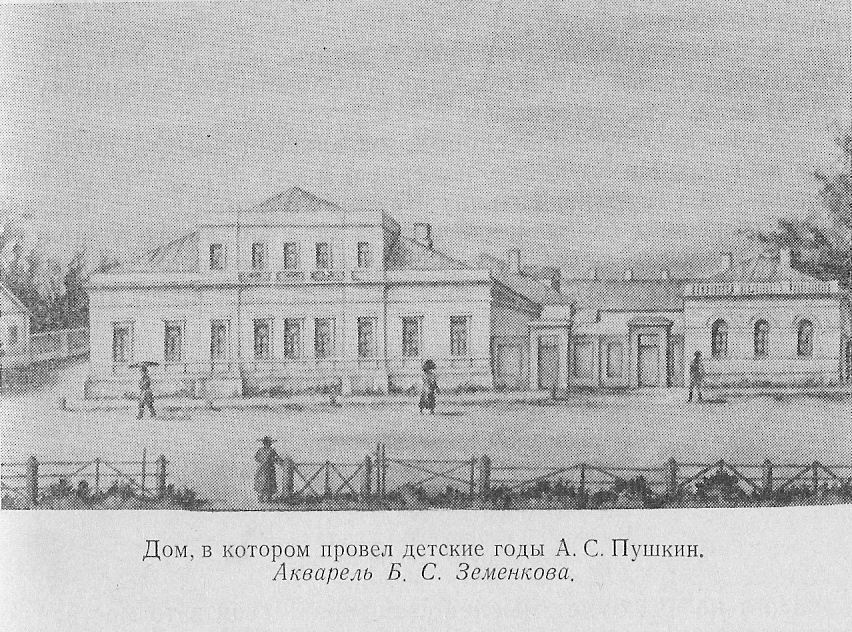 Дом, в котором провел детские годы А. С. Пушкин.
Акварель Б. С. Земенкова.